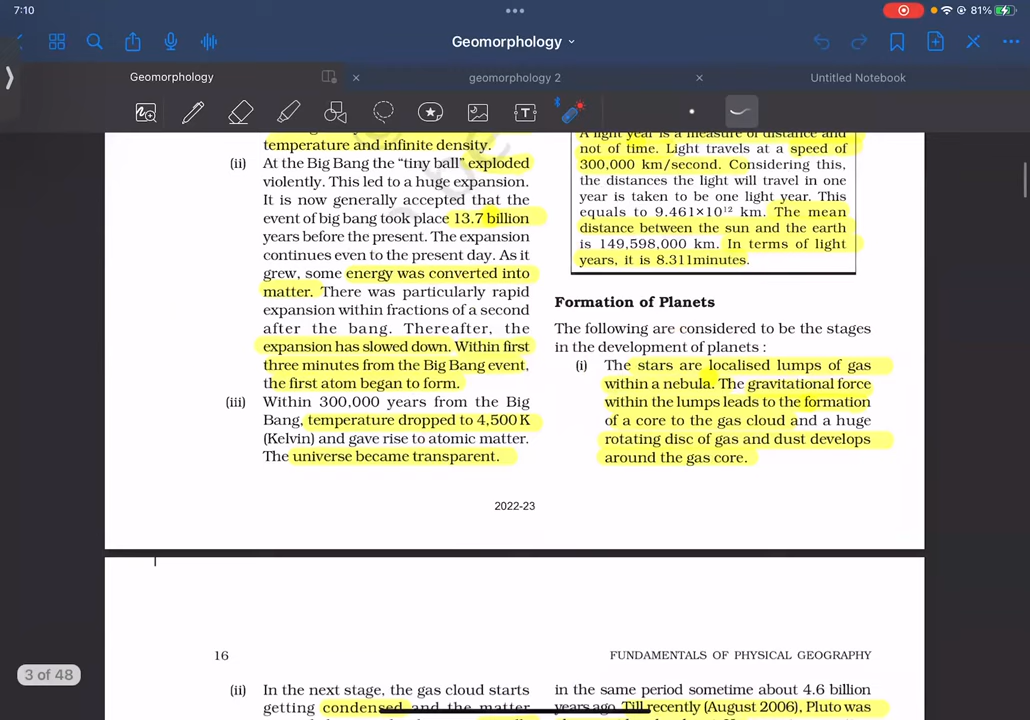 7:10
81%
Geomorphology
Geomorphology
geomorphology 2
Untitled Notebook
temperature and infinite density.
(ii) At the Big Bang the “tiny ball” exploded
violently. This led to a huge expansion.
It is now generally accepted that the
event of big bang took place 13.7 billion
years before the present. The expansion
continues even to the present day. As it
grew, some energy was converted into
matter. There was particularly rapid
expansion within fractions of a second
after the bang. Thereafter, the
expansion has slowed down. Within first
three minutes from the Big Bang event,
the first atom began to form.
(iii) Within 300,000 years from the Big
Bang, temperature dropped to 4,500 K
(Kelvin) and gave rise to atomic matter.
The universe became transparent.
A light year is a measure of distance and
not of time. Light travels at a speed of
300,000 km/second. Considering this,
the distances the light will travel in one
year is taken to be one light year. This
equals to 9.461×10¹² km. The mean
distance between the sun and the earth
is 149,598,000 km. In terms of light
years, it is 8.311minutes.
Formation of Planets
The following are considered to be the stages
in the development of planets :
(i) The stars are localised lumps of gas
within a nebula. The gravitational force
within the lumps leads to the formation
of a core to the gas cloud and a huge
rotating disc of gas and dust develops
around the gas core.
2022-23
3 of 48
16
FUNDAMENTALS OF PHYSICAL GEOGRAPHY
(ii) In the next stage, the gas cloud starts
getting condensed and the matter
in the same period sometime about 4.6 billion
years ago. Till recently (August 2006), Pluto was